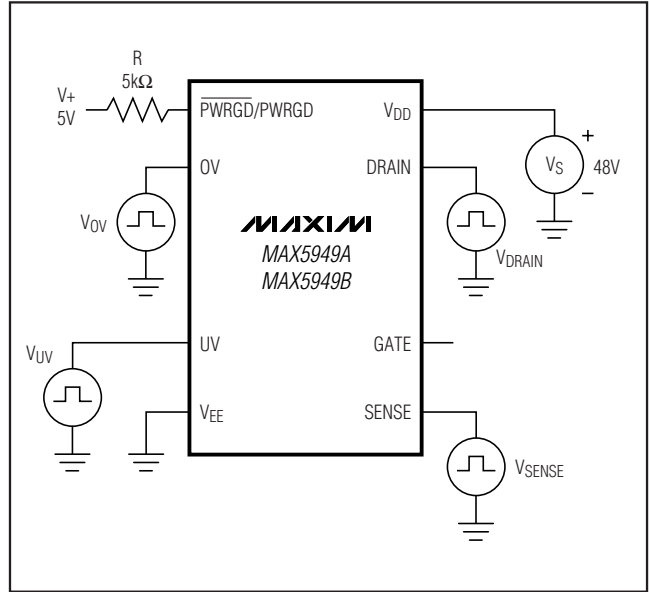 R
5kΩ
V+
5V
PWRGD/PWRGD
VDD
OV
DRAIN
VS
+
48V
−
VOV
MAXIM
MAX5949A
MAX5949B
VDRAIN
VUV
UV
GATE
VEE
SENSE
VSENSE